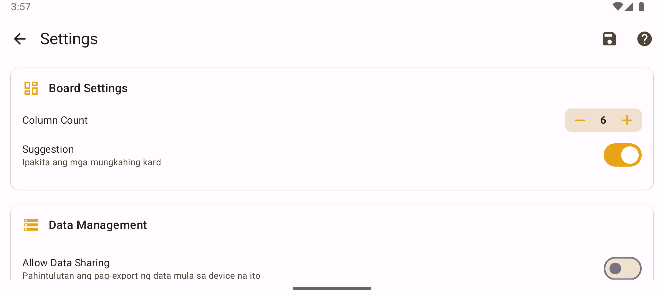 3:57
Settings
Board Settings
Column Count
6
Suggestion
Ipakita ang mga mungkahing kard
Data Management
Allow Data Sharing
Pahintulutan ang pag-export ng data mula sa device na ito